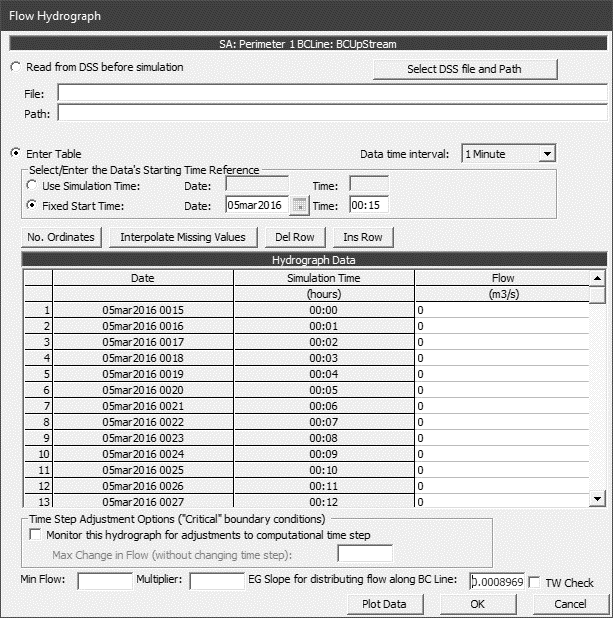 Flow Hydrograph
SA: Perimeter 1 BCLine: BCUpStream
Read from DSS before simulation
Select DSS file and Path
File:
Path:
Enter Table
Data time interval: 1 Minute
Select/Enter the Data's Starting Time Reference
Use Simulation Time: Date: Time:
Fixed Start Time: Date: 05mar2016 Time: 00:15
No. Ordinates Interpolate Missing Values Del Row Ins Row
Hydrograph Data
Date Simulation Time Flow
(hours) (m3/s)
1 05mar2016 0015 00:00 0
2 05mar2016 0016 00:01 0
3 05mar2016 0017 00:02 0
4 05mar2016 0018 00:03 0
5 05mar2016 0019 00:04 0
6 05mar2016 0020 00:05 0
7 05mar2016 0021 00:06 0
8 05mar2016 0022 00:07 0
9 05mar2016 0023 00:08 0
10 05mar2016 0024 00:09 0
11 05mar2016 0025 00:10 0
12 05mar2016 0026 00:11 0
13 05mar2016 0027 00:12 0
Time Step Adjustment Options ("Critical" boundary conditions)
Monitor this hydrograph for adjustments to computational time step
Max Change in Flow (without changing time step):
Min Flow: Multiplier: EG Slope for distributing flow along BC Line: 0.0008969 TW Check
Plot Data OK Cancel